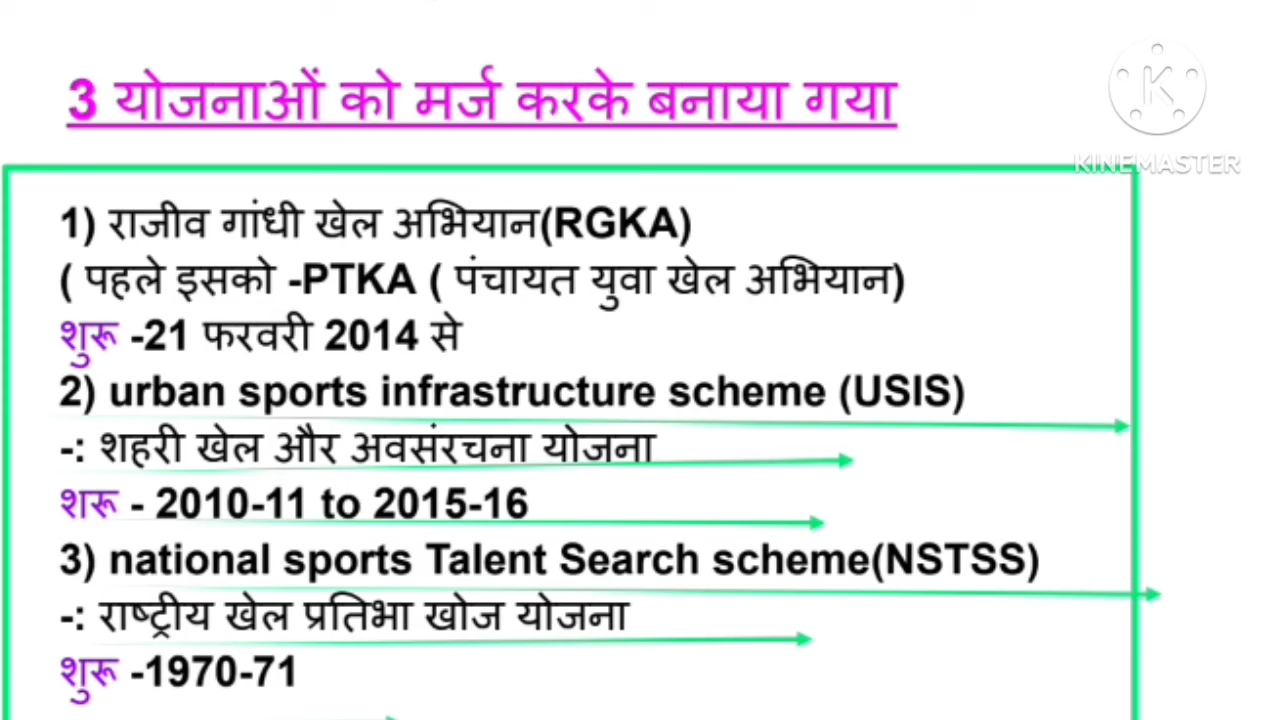 3 योजनाओं को मर्ज करके बनाया गया
KINEMASTER
1) राजीव गांधी खेल अभियान(RGKA)
( पहले इसको -PTKA ( पंचायत युवा खेल अभियान)
शुरू -21 फरवरी 2014 से
2) urban sports infrastructure scheme (USIS)
-: शहरी खेल और अवसंरचना योजना
शरू - 2010-11 to 2015-16
3) national sports Talent Search scheme(NSTSS)
-: राष्ट्रीय खेल प्रतिभा खोज योजना
शुरू -1970-71